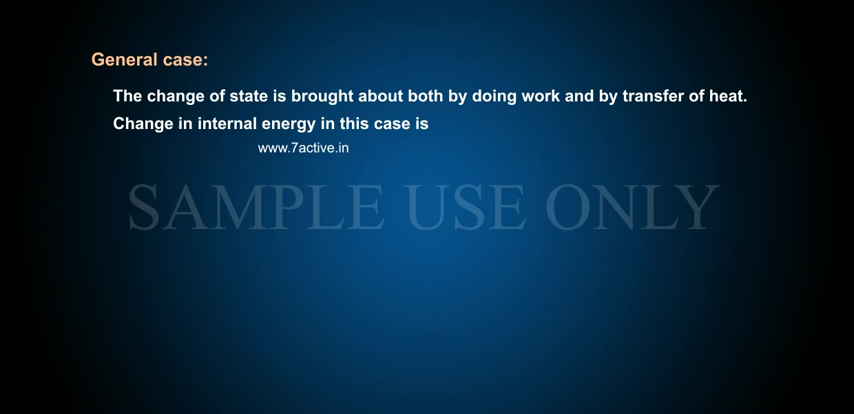 General case:
The change of state is brought about both by doing work and by transfer of heat.
Change in internal energy in this case is
www.7active.in
SAMPLE USE ONLY